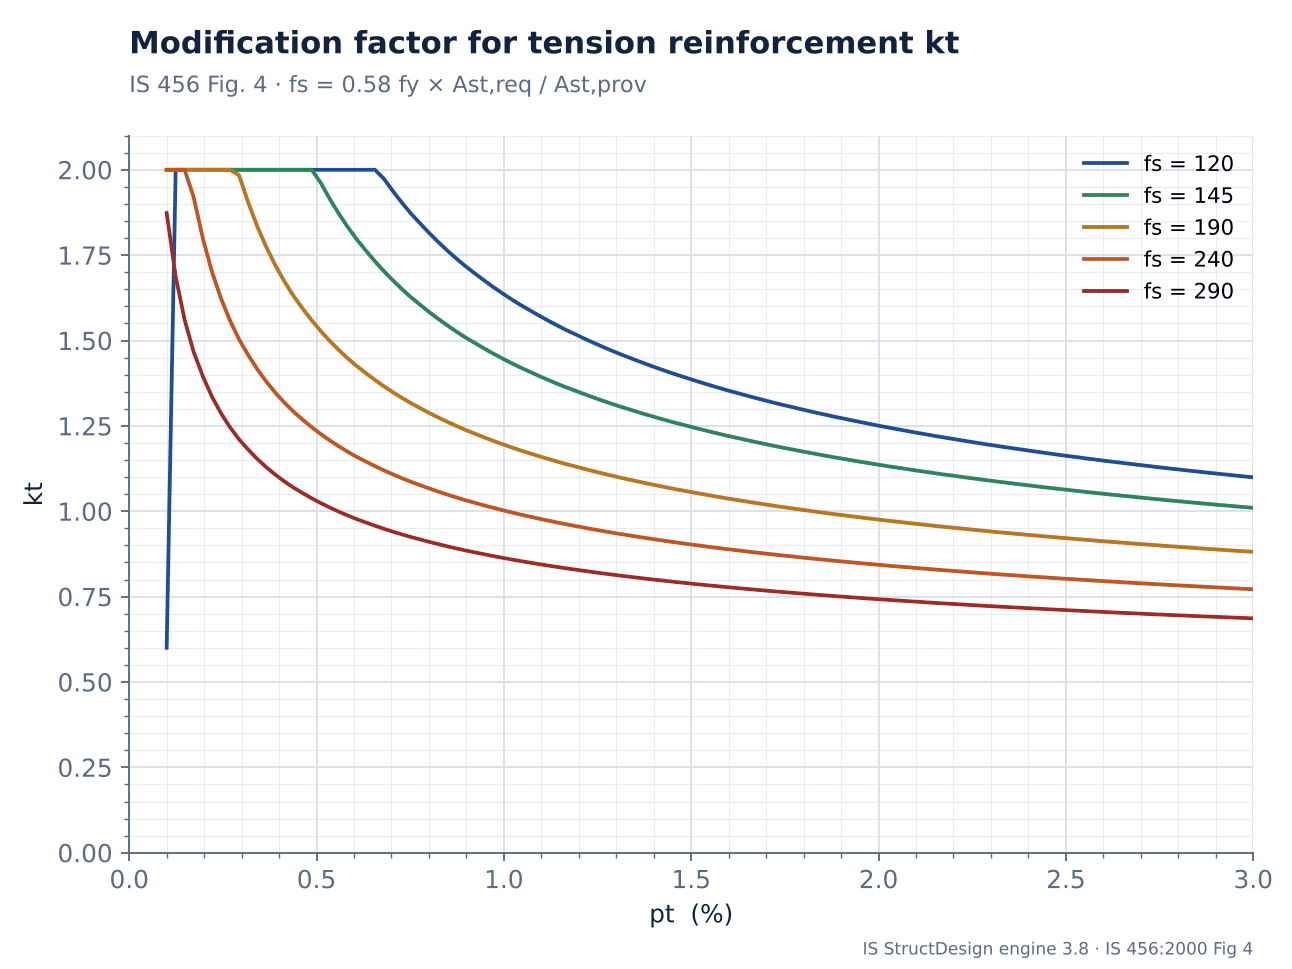 Modification factor for tension reinforcement kt
IS 456 Fig. 4 · fs = 0.58 fy × Ast,req / Ast,prov
2.00
1.75
1.50
1.25
1.00
0.75
0.50
0.25
0.00
kt
fs = 120
fs = 145
fs = 190
fs = 240
fs = 290
0.0 0.5 1.0 1.5 2.0 2.5 3.0
pt (%)
IS StructDesign engine 3.8 · IS 456:2000 Fig 4